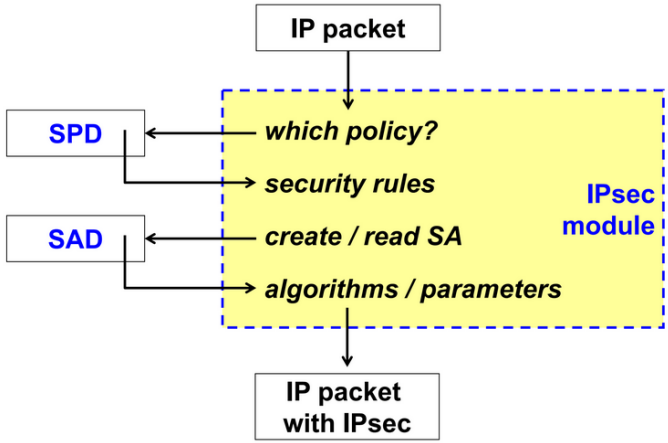 IP packet
SPD
which policy?
security rules
IPsec
module
SAD
create / read SA
algorithms / parameters
IP packet
with IPsec